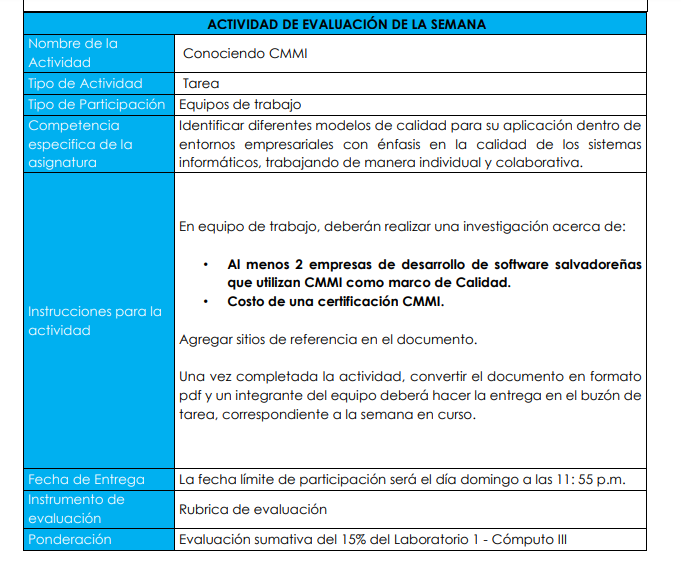 ACTIVIDAD DE EVALUACIÓN DE LA SEMANA
Nombre de la
Actividad
Conociendo CMMI
Tipo de Actividad
Tarea
Tipo de Participación
Equipos de trabajo
Competencia
especifica de la
asignatura
Identificar diferentes modelos de calidad para su aplicación dentro de
entornos empresariales con énfasis en la calidad de los sistemas
informáticos, trabajando de manera individual y colaborativa.
Instrucciones para la
actividad
En equipo de trabajo, deberán realizar una investigación acerca de:
• Al menos 2 empresas de desarrollo de software salvadoreñas
que utilizan CMMI como marco de Calidad.
• Costo de una certificación CMMI.
Agregar sitios de referencia en el documento.
Una vez completada la actividad, convertir el documento en formato
pdf y un integrante del equipo deberá hacer la entrega en el buzón de
tarea, correspondiente a la semana en curso.
Fecha de Entrega
La fecha límite de participación será el día domingo a las 11: 55 p.m.
Instrumento de
evaluación
Rubrica de evaluación
Ponderación
Evaluación sumativa del 15% del Laboratorio 1 - Cómputo III